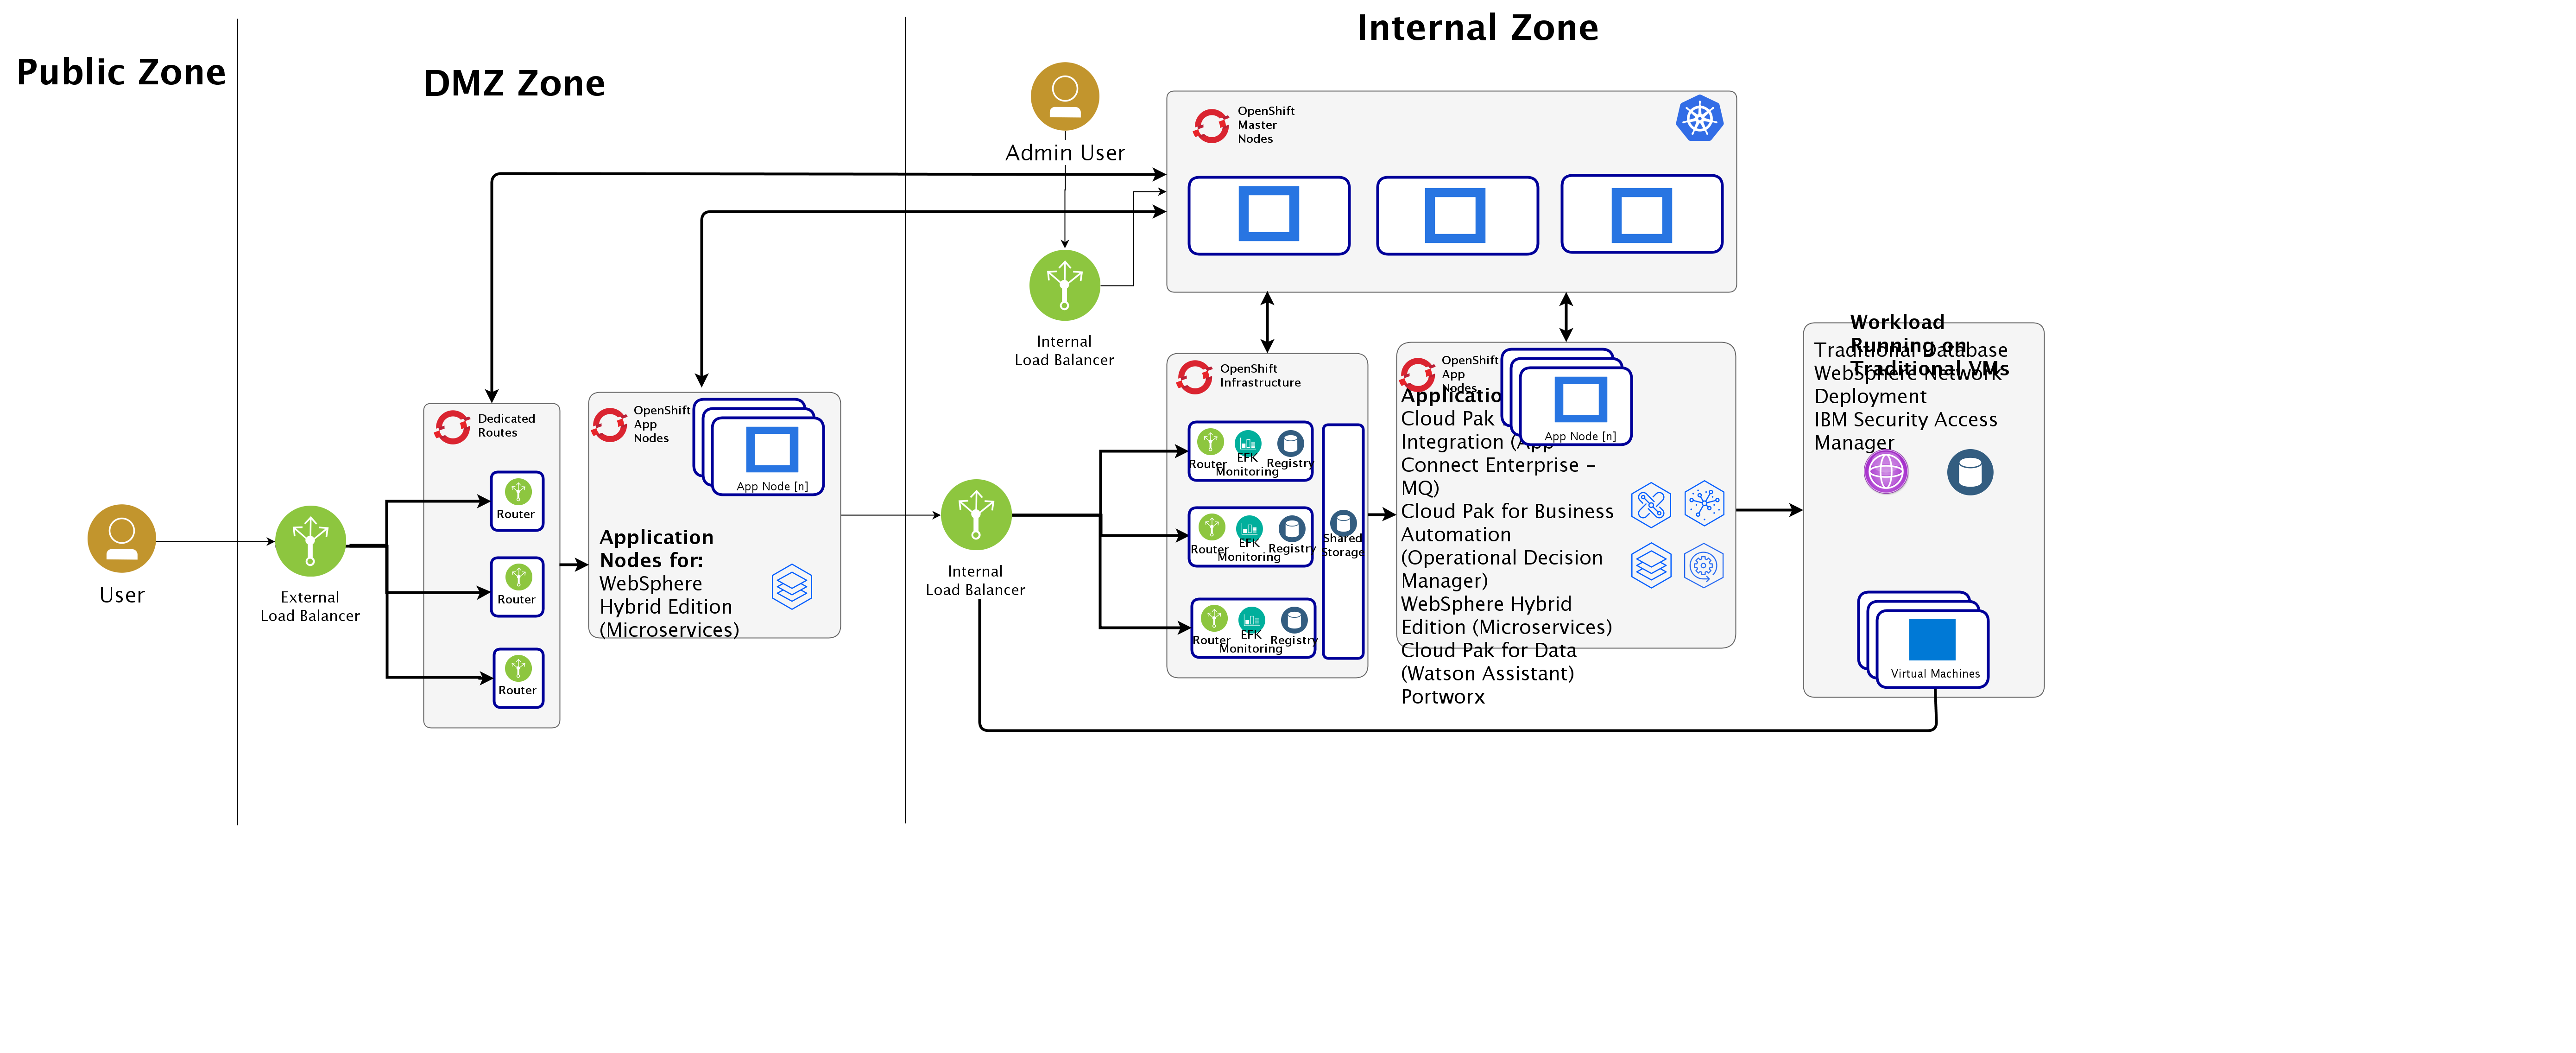 Public Zone
DMZ Zone
Internal Zone
User
External
Load Balancer
Dedicated
Routes
Router
Router
Router
OpenShift
App
Nodes
App Node [n]
Application
Nodes for:
WebSphere
Hybrid Edition
(Microservices)
Admin User
Internal
Load Balancer
Internal
Load Balancer
OpenShift
Master
Nodes
OpenShift
Infrastructure
Router
EFK
Monitoring
Registry
Router
EFK
Monitoring
Registry
Router
EFK
Monitoring
Registry
Shared
Storage
OpenShift
App
Nodes
App Node [n]
Cloud Pak
Integration (App
Connect Enterprise –
MQ)
Cloud Pak for Business
Automation
(Operational Decision
Manager)
WebSphere Hybrid
Edition (Microservices)
Cloud Pak for Data
(Watson Assistant)
Portworx
Workload
Running on
Traditional VMs
Traditional Database
WebSphere Network
Deployment
IBM Security Access
Manager
Virtual Machines